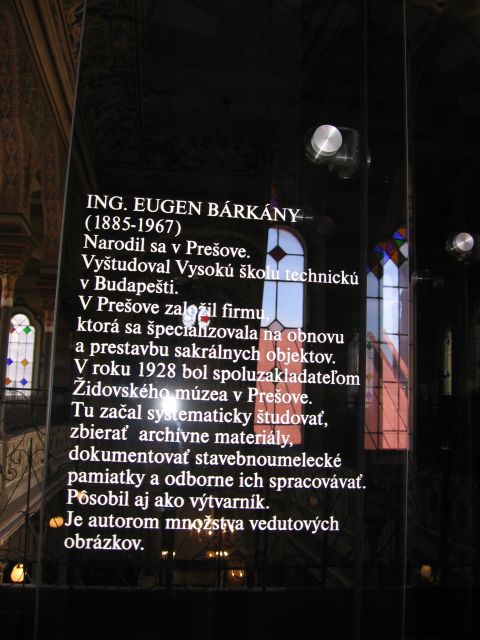 ING. EUGEN BÁRKÁNY
(1885-1967)
Narodil sa v Prešove.
Vyštudoval Vysokú školu technickú
v Budapešti.
V Prešove založil firmu,
ktorá sa špecializovala na obnovu
a prestavbu sakrálnych objektov.
V roku 1928 bol spoluzakladateľom
Židovského múzea v Prešove.
Tu začal systematicky študovať,
zbierať archívne materiály,
dokumentovať stavebnoumelecké
pamiatky a odborne ich spracovávať.
Pôsobil aj ako výtvarník.
Je autorom množstva vedutových
obrázkov.